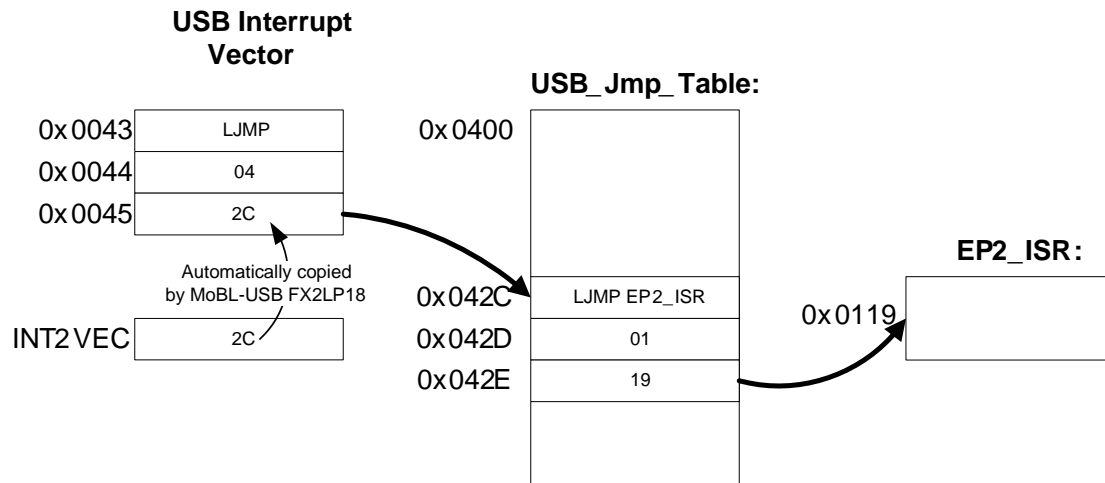 USB Interrupt
Vector
0x0043 LJMP
0x0044 04
0x0045 2C
Automatically copied
by MoBL-USB FX2LP18
INT2VEC 2C
USB_Jmp_Table:
0x0400
0x042C LJMP EP2_ISR
0x042D 01
0x042E 19
EP2_ISR:
0x0119